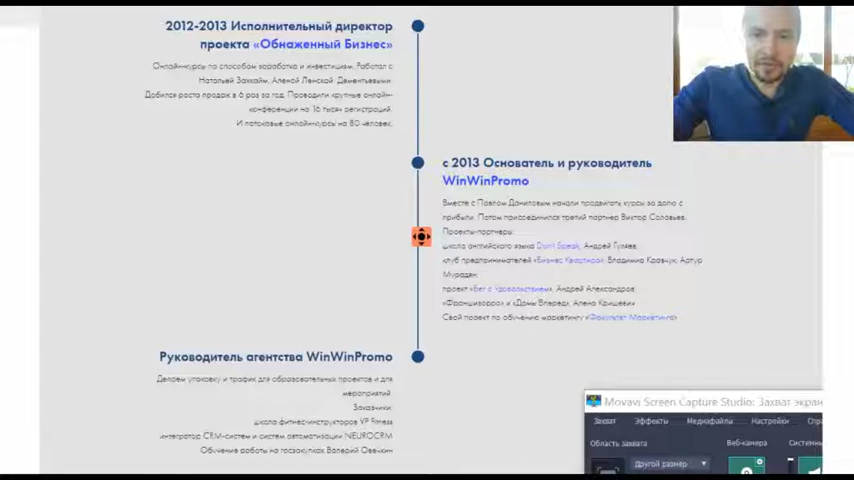 2012-2013 Исполнительный директор
проекта «Обнаженный Бизнес»
Онлайн-курсы по способам заработка и инвестициям. Работал с
Натальей Закхайм, Аленой Ленской, Дементьевыми.
Добился роста продаж в 6 раз за год. Проводили крупные онлайн-
конференции на 16 тысяч регистраций.
И потоковые онлайн-курсы на 80 человек.
с 2013 Основатель и руководитель
WinWinPromo
Вместе с Павлом Даниловым начали продвигать курсы за долю с
прибыли. Потом присоединился третий партнер Виктор Соловьев.
Проекты-партнеры:
школа английского языка Don't Speak, Андрей Гуляев,
клуб предпринимателей «Бизнес Квартира» Владимир Кравчук, Артур
Мурадян
проект «Бег с Удовольствием», Андрей Александров
«Франшизорро» и «Дамы Вперед», Алена Кришевич
Свой проект по обучению маркетингу «Факультет Маркетинга»
Руководитель агентства WinWinPromo
Делаем упаковку и трафик для образовательных проектов и для
мероприятий.
Заказчики:
школа фитнес-инструкторов VP Fitness
интегратор CRM-систем и систем автоматизации NEUROCRM
Обучение работы на госзакупках Валерий Овечкин
Movavi Screen Capture Studio: Захват экран
Захват Эффекты Медиафайлы Настройки Спра
Область захвата Веб-камера Системны
Другой размер